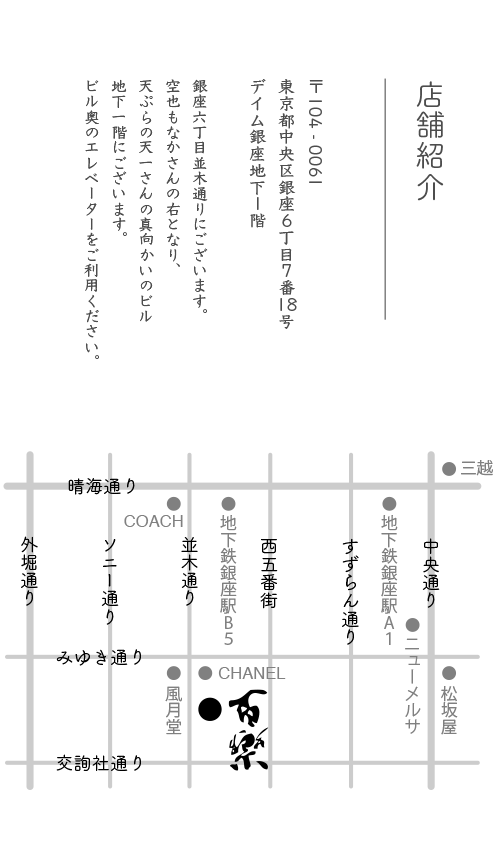 店舗紹介
〒104-0061
東京都中央区銀座6丁目7番18号
デイム銀座地下1階
銀座六丁目並木通りにございます。
空也もなかさんの右となり、
天ぷらの天一さんの真向かいのビル
地下一階にございます。
ビル奥のエレベーターをご利用ください。
三越
晴海通り
COACH
地下鉄銀座駅B5
地下鉄銀座駅A1
外堀通り
ソニー通り
並木通り
西五番街
すずらん通り
中央通り
ニューメルサ
みゆき通り
風月堂
CHANEL
松坂屋
交詢社通り